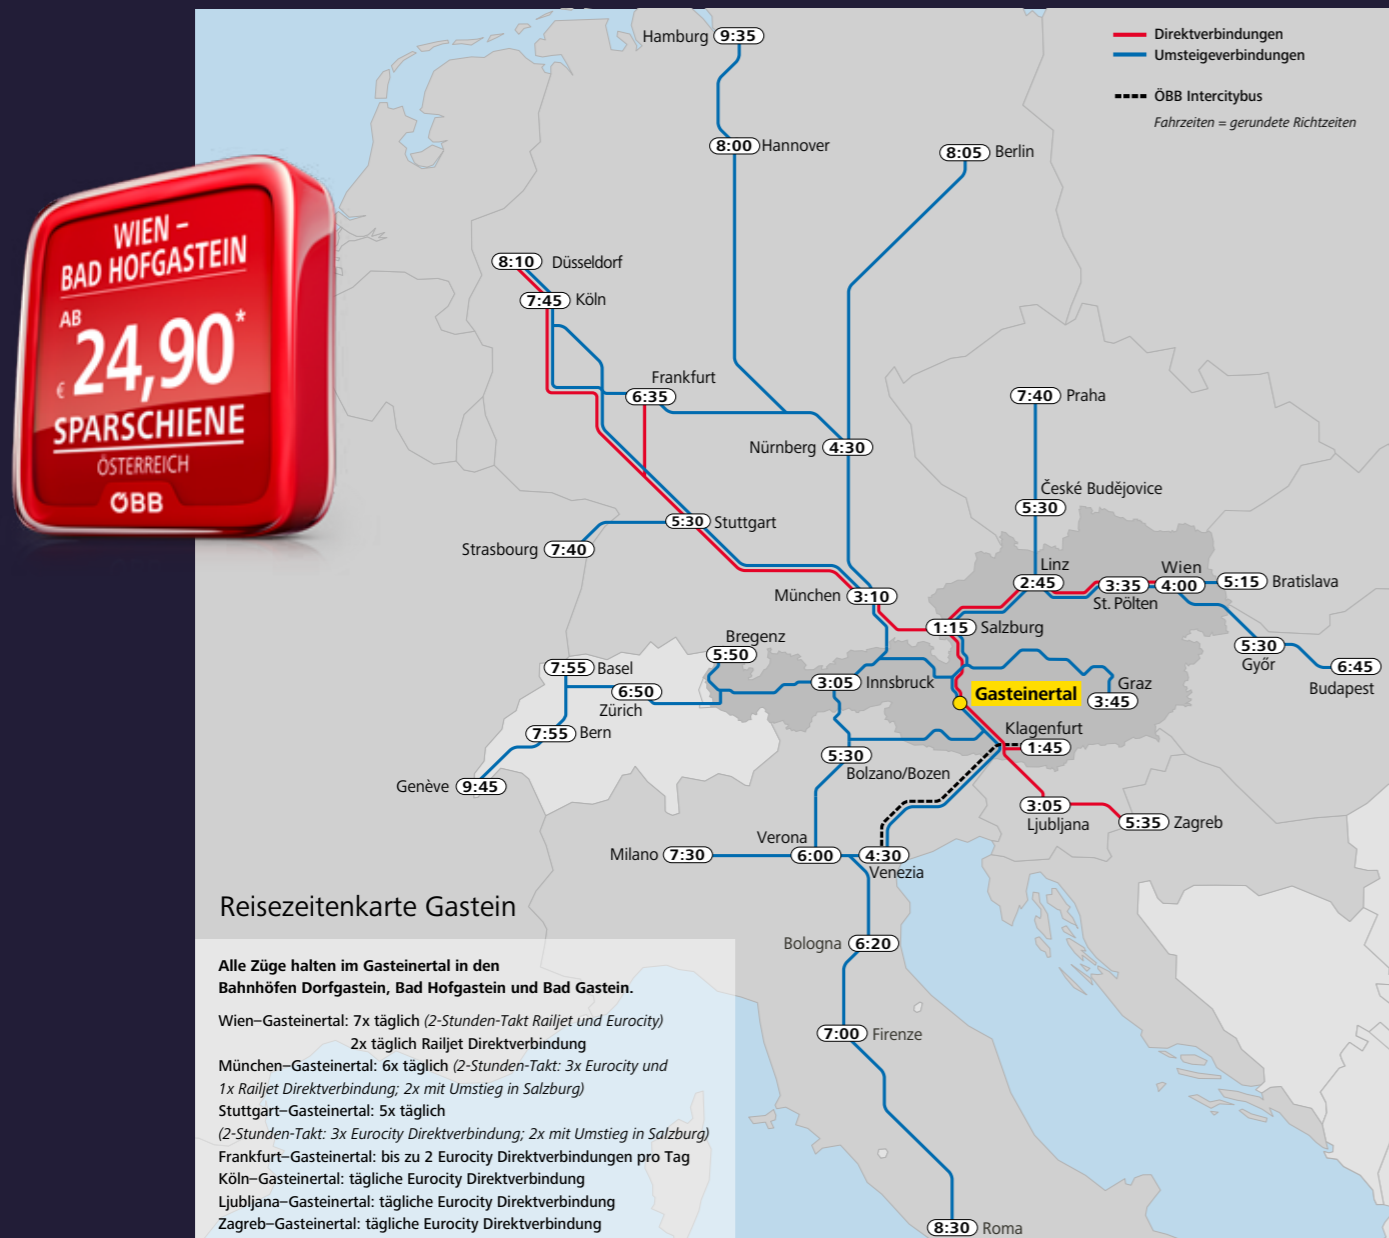 WIEN –
BAD HOFGASTEIN
AB
€ 24,90*
SPARSCHIENE
ÖSTERREICH
ÖBB
Direktverbindungen
Umsteigeverbindungen
ÖBB Intercitybus
Fahrzeiten = gerundete Richtzeiten
Hamburg 9:35
8:00 Hannover
8:05 Berlin
8:10 Düsseldorf
7:45 Köln
Frankfurt
6:35
7:40 Praha
Nürnberg 4:30
České Budějovice
5:30
5:30 Stuttgart
Strasbourg 7:40
Linz
2:45
3:35
St. Pölten
Wien
4:00
5:15 Bratislava
München 3:10
1:15 Salzburg
5:30
Győr
6:45
Budapest
Bregenz
5:50
7:55 Basel
6:50
Zürich
3:05 Innsbruck
Gasteinertal
Graz
3:45
7:55 Bern
Klagenfurt
1:45
5:30
Bolzano/Bozen
Genève 9:45
3:05
Ljubljana
5:35 Zagreb
Milano 7:30
Verona
6:00
4:30
Venezia
Bologna 6:20
7:00 Firenze
8:30 Roma
Reisezeitenkarte Gastein
Alle Züge halten im Gasteinertal in den
Bahnhöfen Dorfgastein, Bad Hofgastein und Bad Gastein.
Wien–Gasteinertal: 7x täglich (2-Stunden-Takt Railjet und Eurocity)
2x täglich Railjet Direktverbindung
München–Gasteinertal: 6x täglich (2-Stunden-Takt: 3x Eurocity und
1x Railjet Direktverbindung; 2x mit Umstieg in Salzburg)
Stuttgart–Gasteinertal: 5x täglich
(2-Stunden-Takt: 3x Eurocity Direktverbindung; 2x mit Umstieg in Salzburg)
Frankfurt–Gasteinertal: bis zu 2 Eurocity Direktverbindungen pro Tag
Köln–Gasteinertal: tägliche Eurocity Direktverbindung
Ljubljana–Gasteinertal: tägliche Eurocity Direktverbindung
Zagreb–Gasteinertal: tägliche Eurocity Direktverbindung